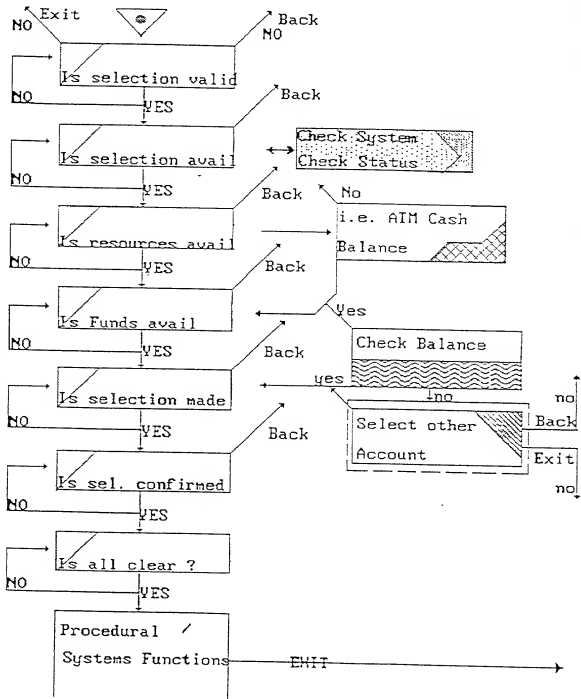 Exit
NO
Back
NO
Is selection valid
NO
YES
Back
Is selection avail
Check System
Check Status
NO
YES
Back
No
i.e. ATM Cash
Balance
Is resources avail
NO
YES
Back
Is Funds avail
Yes
Check Balance
NO
YES
Back
yes
no
Is selection made
no
Select other
Back
Account
Exit
no
NO
YES
Back
Is sel. confirmed
NO
YES
Is all clear ?
NO
YES
Procedural
Systems Functions
EXIT